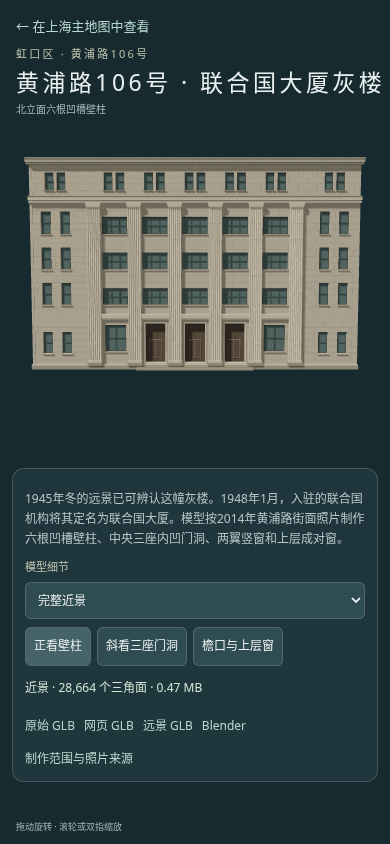 ← 在上海主地图中查看
虹口区 · 黄浦路106号
黄浦路106号 · 联合国大厦灰楼
北立面六根凹槽壁柱
1945年冬的远景已可辨认这幢灰楼。1948年1月，入驻的联合国
机构将其定名为联合国大厦。模型按2014年黄浦路街面照片制作
六根凹槽壁柱、中央三座内凹门洞、两翼竖窗和上层成对窗。
模型细节
完整近景
正看壁柱 斜看三座门洞 檐口与上层窗
近景 · 28,664 个三角面 · 0.47 MB
原始 GLB 网页 GLB 远景 GLB Blender
制作范围与照片来源
拖动旋转 · 滚轮或双指缩放